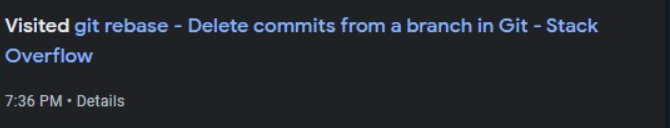 Visited git rebase - Delete commits from a branch in Git - Stack
Overflow
7:36 PM • Details